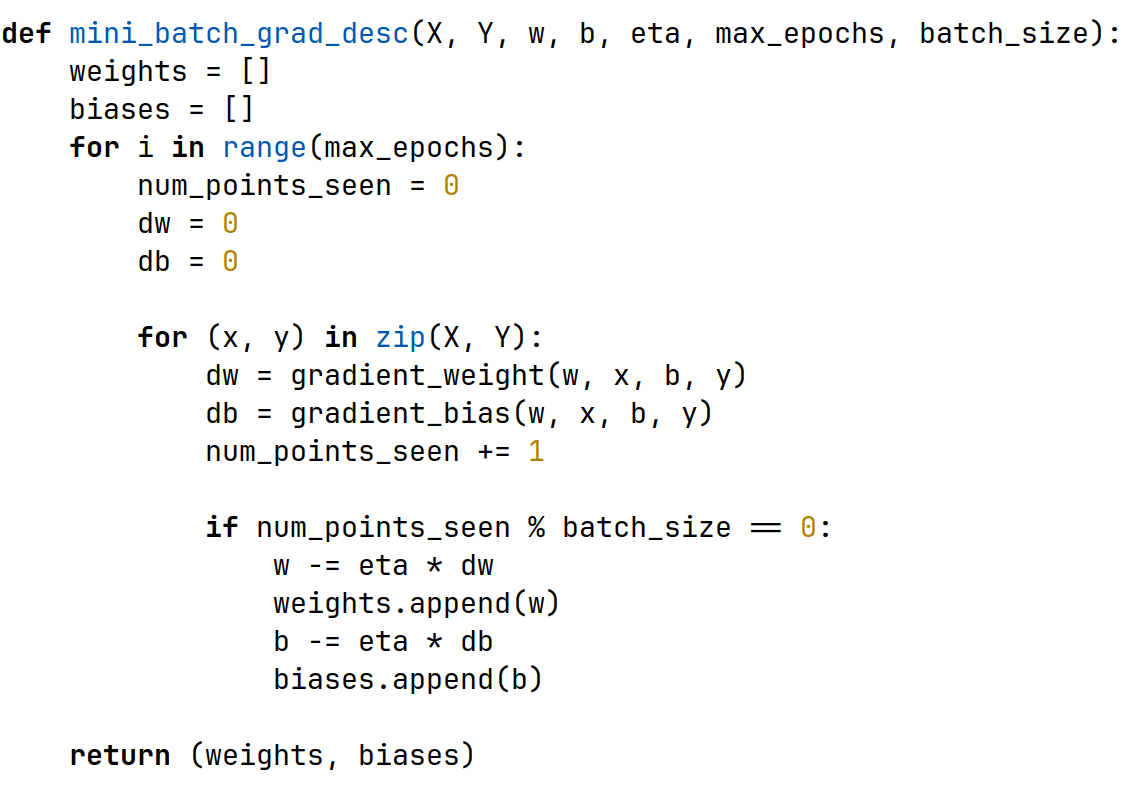 def mini_batch_grad_desc(X, Y, w, b, eta, max_epochs, batch_size):
    weights = []
    biases = []
    for i in range(max_epochs):
        num_points_seen = 0
        dw = 0
        db = 0

        for (x, y) in zip(X, Y):
            dw = gradient_weight(w, x, b, y)
            db = gradient_bias(w, x, b, y)
            num_points_seen += 1

            if num_points_seen % batch_size == 0:
                w -= eta * dw
                weights.append(w)
                b -= eta * db
                biases.append(b)

    return (weights, biases)